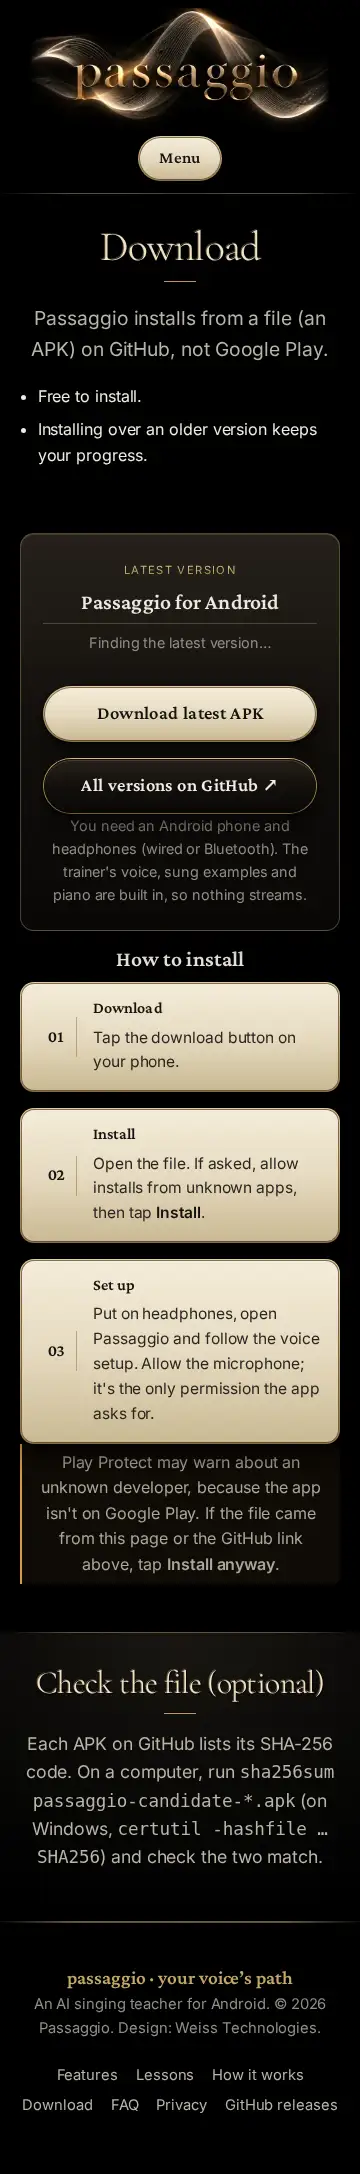 passaggio
Menu
Download
Passaggio installs from a file (an
APK) on GitHub, not Google Play.
• Free to install.
• Installing over an older version keeps
your progress.
LATEST VERSION
Passaggio for Android
Finding the latest version…
Download latest APK
All versions on GitHub ↗
You need an Android phone and
headphones (wired or Bluetooth). The
trainer's voice, sung examples and
piano are built in, so nothing streams.
How to install
Download
01
Tap the download button on
your phone.
Install
02
Open the file. If asked, allow
installs from unknown apps,
then tap Install.
Set up
03
Put on headphones, open
Passaggio and follow the voice
setup. Allow the microphone;
it's the only permission the app
asks for.
Play Protect may warn about an
unknown developer, because the app
isn't on Google Play. If the file came
from this page or the GitHub link
above, tap Install anyway.
Check the file (optional)
Each APK on GitHub lists its SHA-256
code. On a computer, run sha256sum
passaggio-candidate-*.apk (on
Windows, certutil -hashfile …
SHA256) and check the two match.
passaggio · your voice’s path
An AI singing teacher for Android. © 2026
Passaggio. Design: Weiss Technologies.
Features Lessons How it works
Download FAQ Privacy GitHub releases